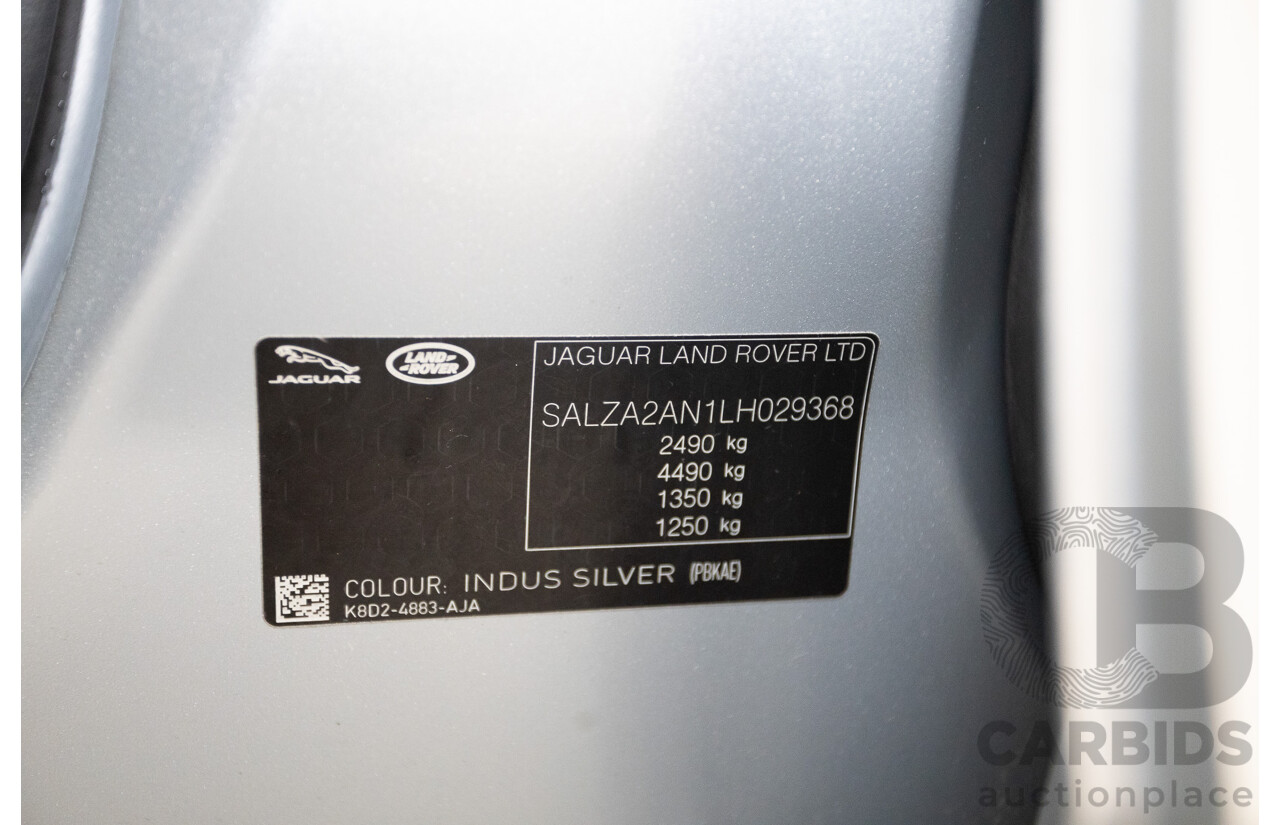 JAGUAR
LAND-
-ROVER
JAGUAR LAND ROVER LTD
SALZA2AN1LH029368
2490 kg
4490 kg
1350 kg
1250 kg
COLOUR: INDUS SILVER (PBKAE)
K8D2-4883-AJA
CB
CARBIDS
auctionplace